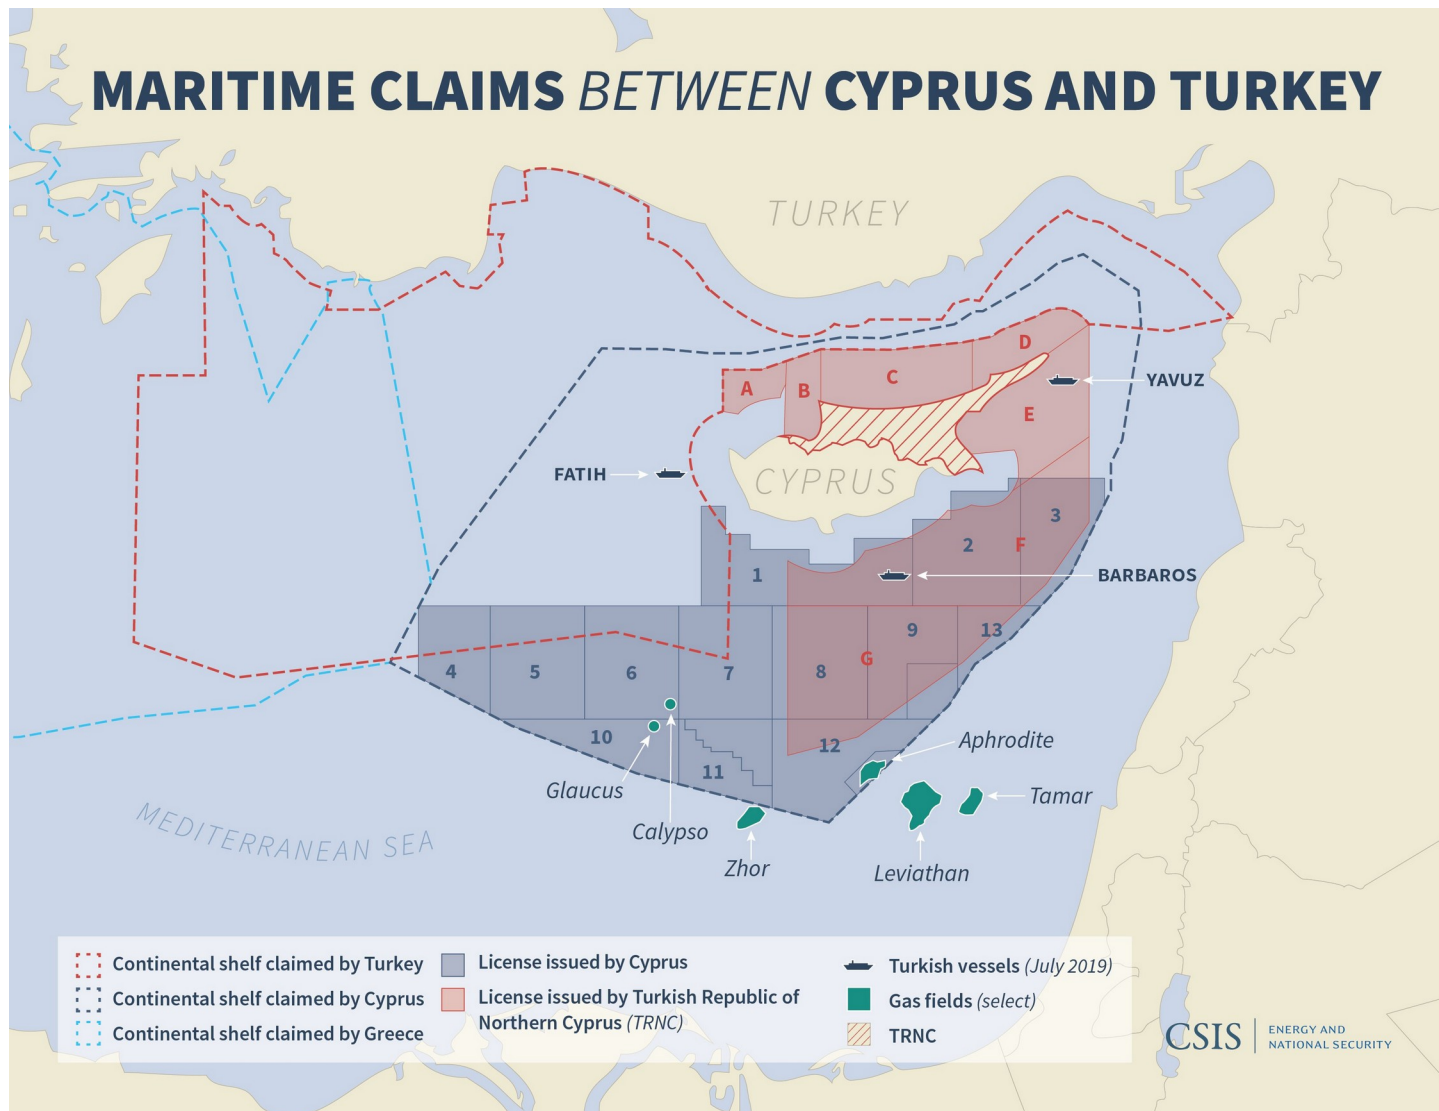 MARITIME CLAIMS BETWEEN CYPRUS AND TURKEY
TURKEY
D
C
A
B
YAVUZ
E
FATIH
CYPRUS
3
2
F
1
BARBAROS
9
13
G
4
5
6
7
8
10
12
11
Aphrodite
Glaucus
Tamar
Calypso
Zhor
Leviathan
MEDITERRANEAN SEA
Continental shelf claimed by Turkey
Continental shelf claimed by Cyprus
Continental shelf claimed by Greece
License issued by Cyprus
License issued by Turkish Republic of
Northern Cyprus (TRNC)
Turkish vessels (July 2019)
Gas fields (select)
TRNC
CSIS
ENERGY AND
NATIONAL SECURITY